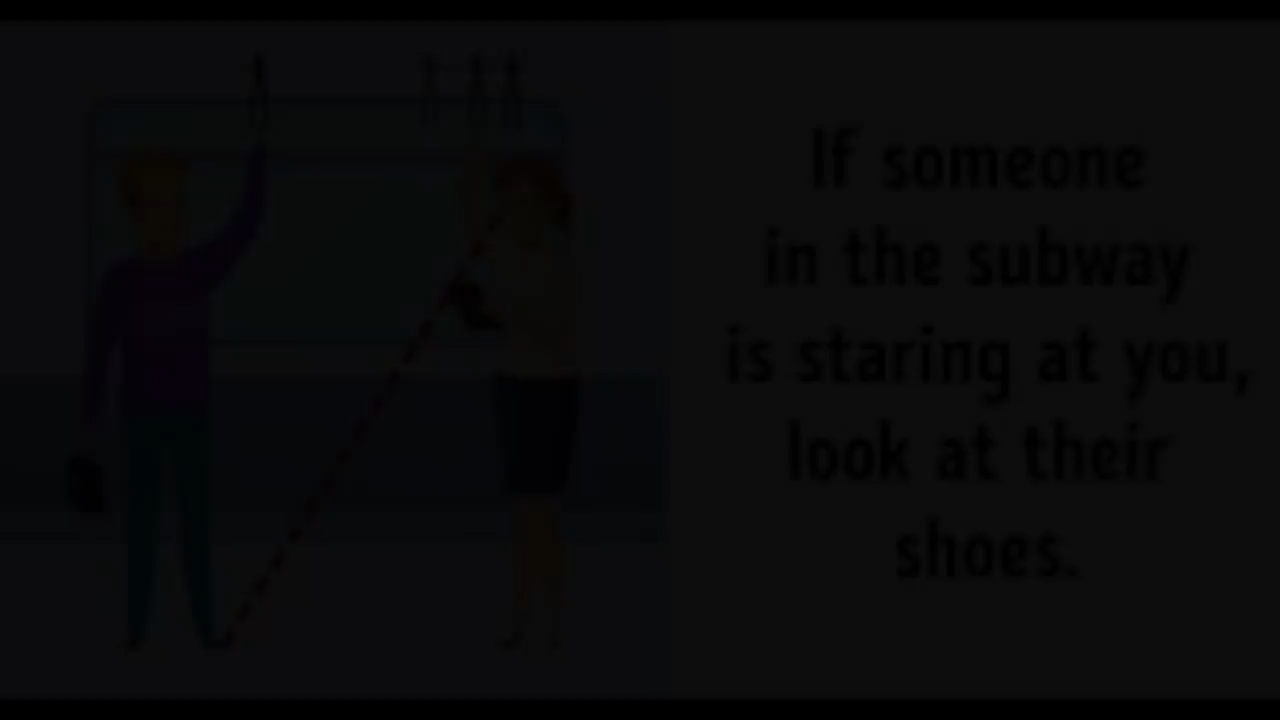 If someone
in the subway
is staring at you,
look at their
shoes.